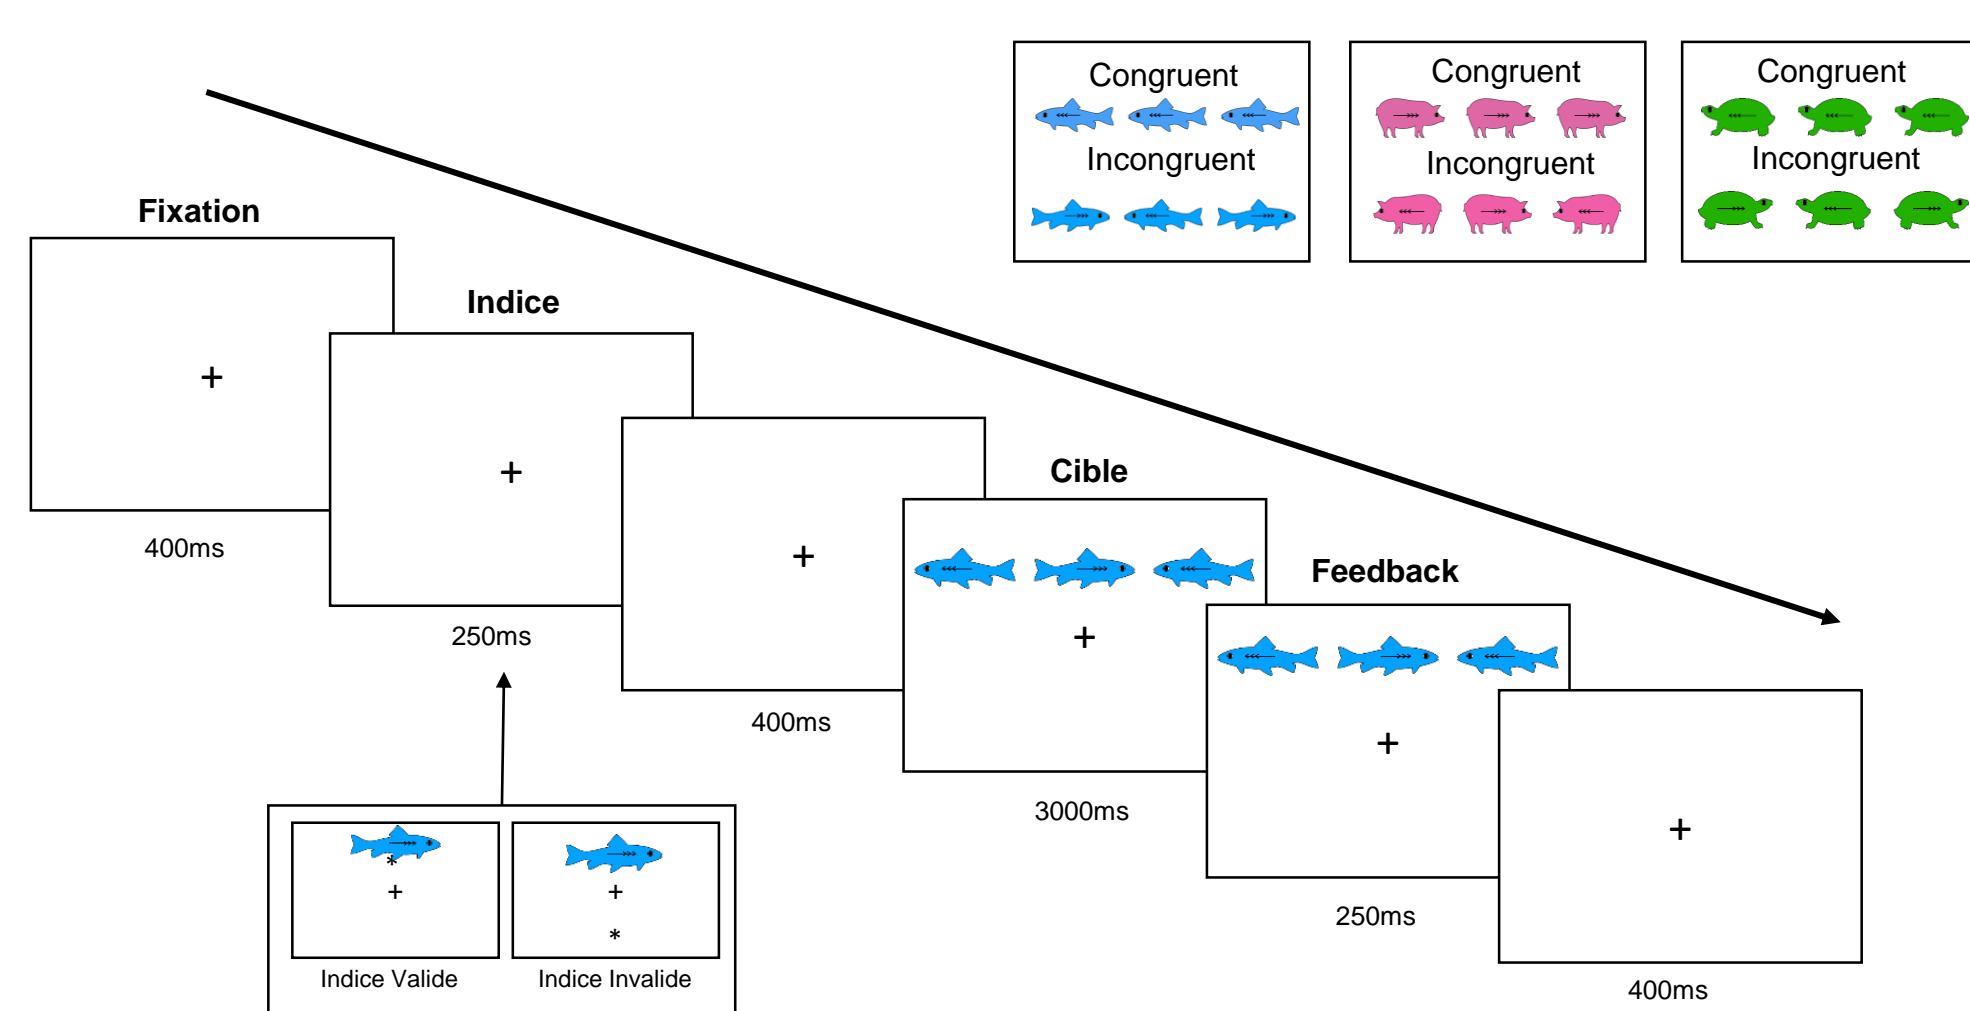 Congruent
Incongruent
Congruent
Incongruent
Congruent
Incongruent
Fixation
+
400ms
Indice
+
250ms
+
400ms
Cible
+
3000ms
Feedback
+
250ms
+
400ms
*
+
Indice Valide
+
*
Indice Invalide